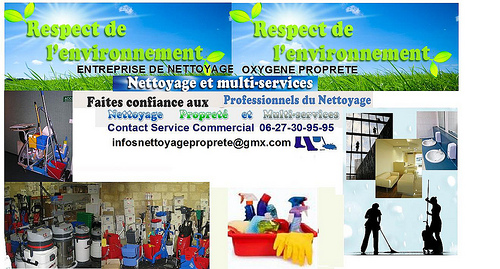 Respect de
l'environnement
Respect de
l'environnement
ENTREPRISE DE NETTOYAGE OXYGENE PROPRETE
Nettoyage et multi-services
Faites confiance aux Professionnels du Nettoyage
Nettoyage Propreté et Multi-services
Contact Service Commercial 06-27-30-95-95
infosnettoyageproprete@gmx.com